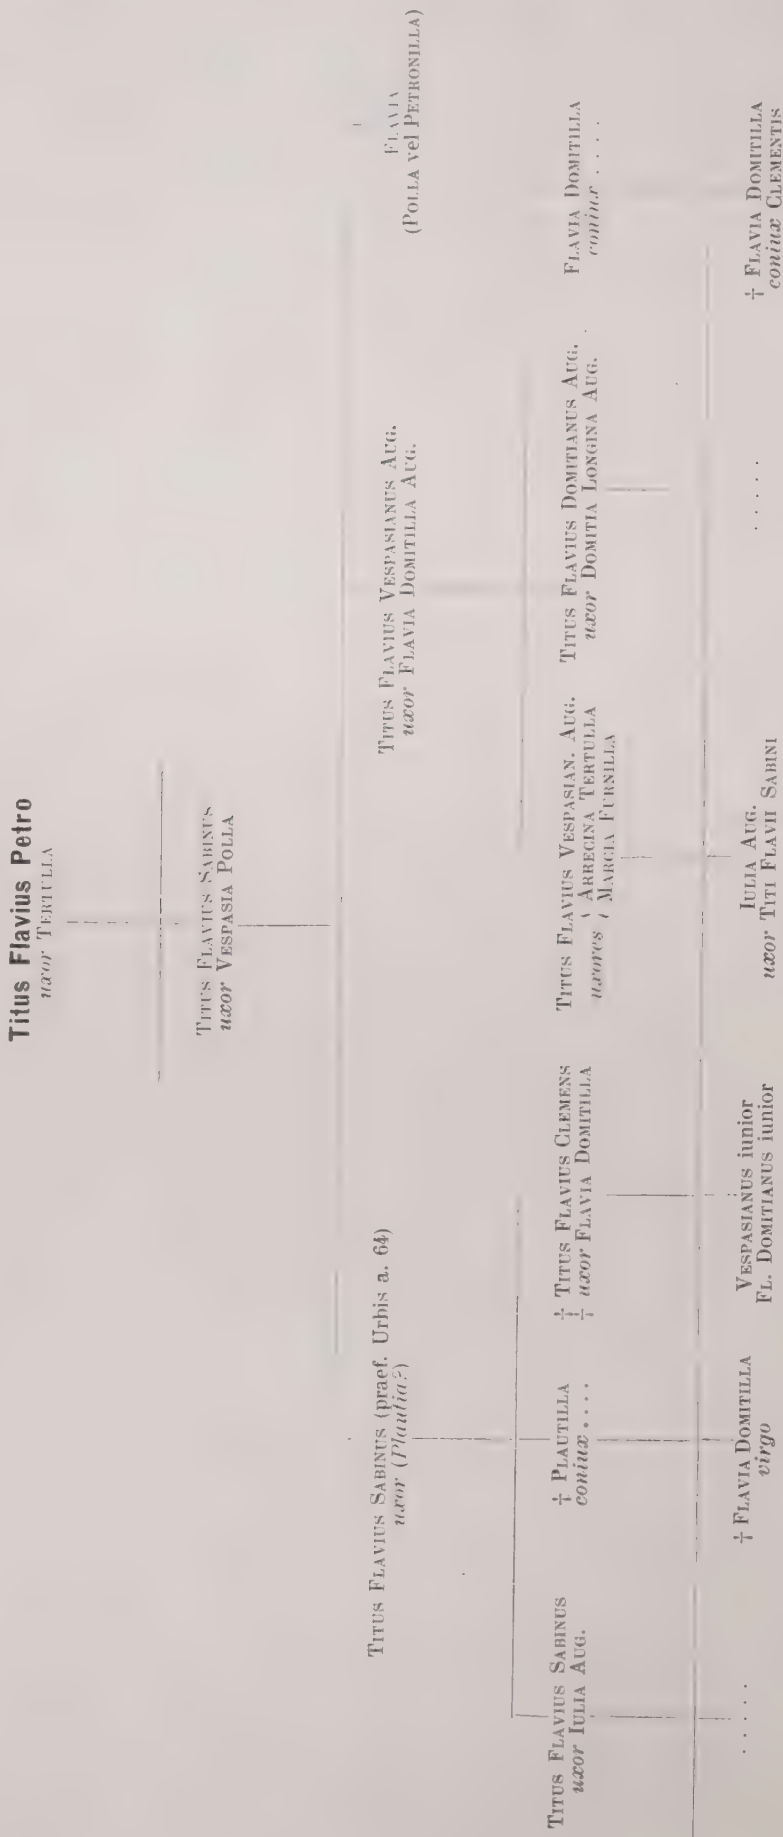 Titus Flavius Petro
uxor TERTULLA
TITUS FLAVIUS SABINUS
uxor VESPASIA POLLA
TITUS FLAVIUS SABINUS (praef. Urbis a. 64)
uxor (Plautia?)
TITUS FLAVIUS VESPASIANUS AUG.
uxor FLAVIA DOMITILLA AUG.
FLAVIA
(POLLA vel PETRONILLA)
TITUS FLAVIUS SABINUS
uxor IULIA AUG.
† PLAUTILLA
coniux . . . .
† TITUS FLAVIUS CLEMENS
† uxor FLAVIA DOMITILLA
TITUS FLAVIUS VESPASIAN. AUG.
uxores { ARRECINA TERTULLA
MARCIA FURNILLA
TITUS FLAVIUS DOMITIANUS AUG.
uxor DOMITIA LONGINA AUG.
FLAVIA DOMITILLA
coniux . . . .
. . . . .
† FLAVIA DOMITILLA
virgo
VESPASIANUS iunior
FL. DOMITIANUS iunior
IULIA AUG.
uxor TITI FLAVII SABINI
. . . . .
† FLAVIA DOMITILLA
coniux CLEMENTIS